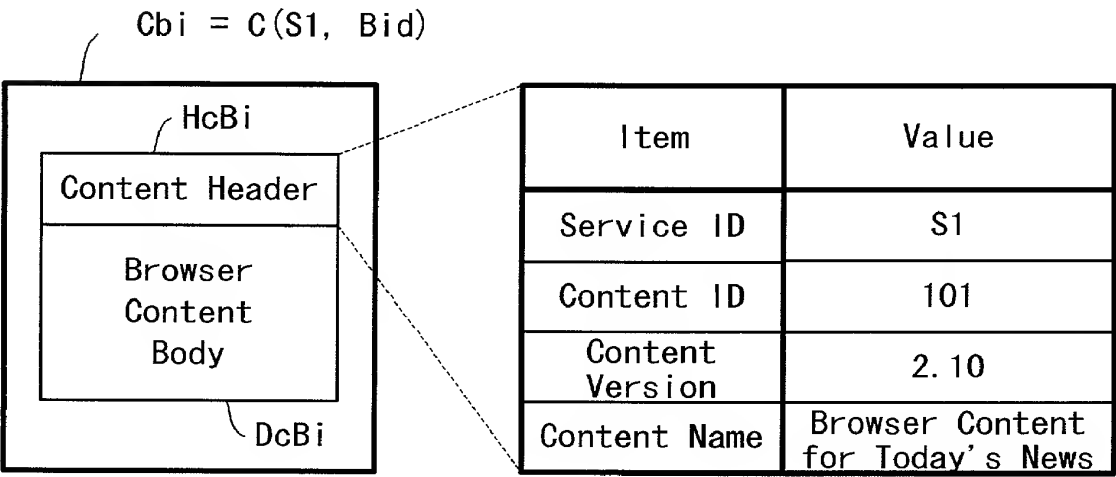 Cbi = C(S1, Bid)
HcBi
Content Header
Browser
Content
Body
DcBi
Item Value
Service ID S1
Content ID 101
Content
Version 2.10
Content Name Browser Content
for Today's News